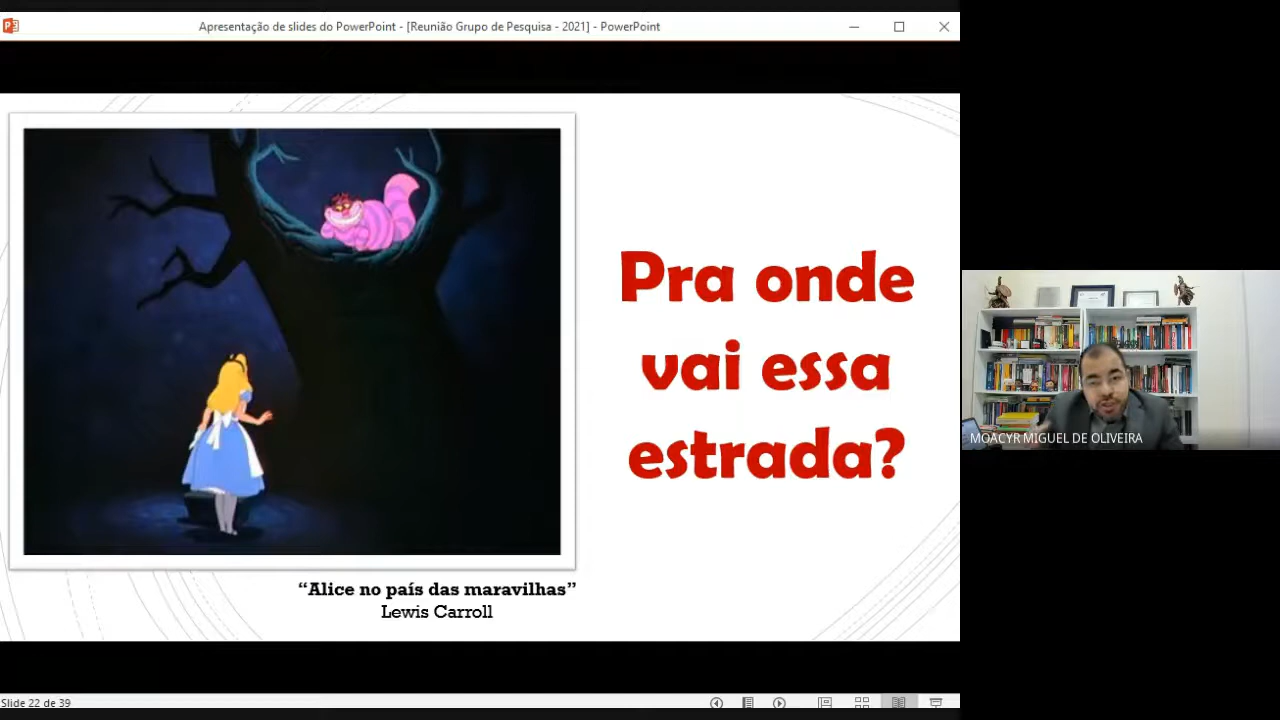 Apresentação de slides do PowerPoint - [Reunião Grupo de Pesquisa - 2021] - PowerPoint
Pra onde
vai essa
estrada?
“Alice no país das maravilhas”
Lewis Carroll
MOACYR MIGUEL DE OLIVEIRA
Slide 22 de 39